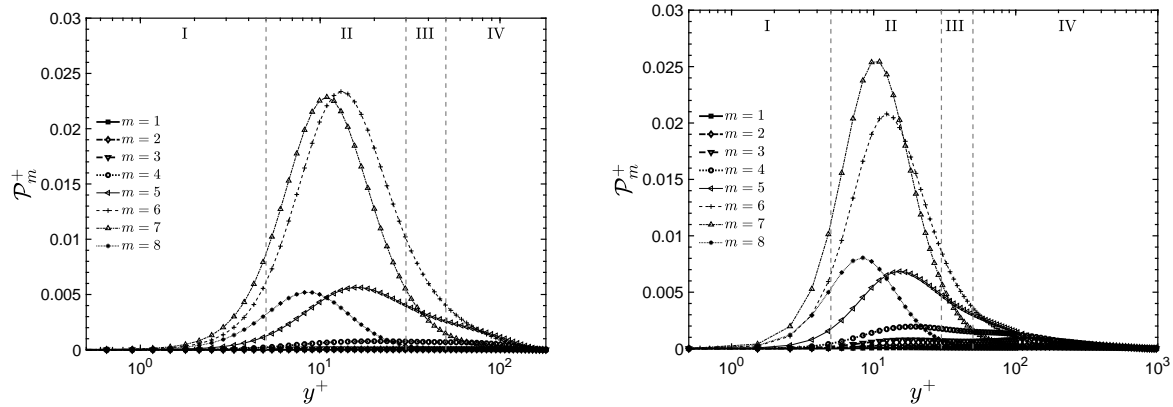 0.03
0.025
0.02
0.015
0.01
0.005
0
𝒫ₘ⁺
I
II
III
IV
m = 1
m = 2
m = 3
m = 4
m = 5
m = 6
m = 7
m = 8
10⁰
10¹
10²
y⁺
0.03
0.025
0.02
0.015
0.01
0.005
0
𝒫ₘ⁺
I
II
III
IV
m = 1
m = 2
m = 3
m = 4
m = 5
m = 6
m = 7
m = 8
10⁰
10¹
10²
10³
y⁺